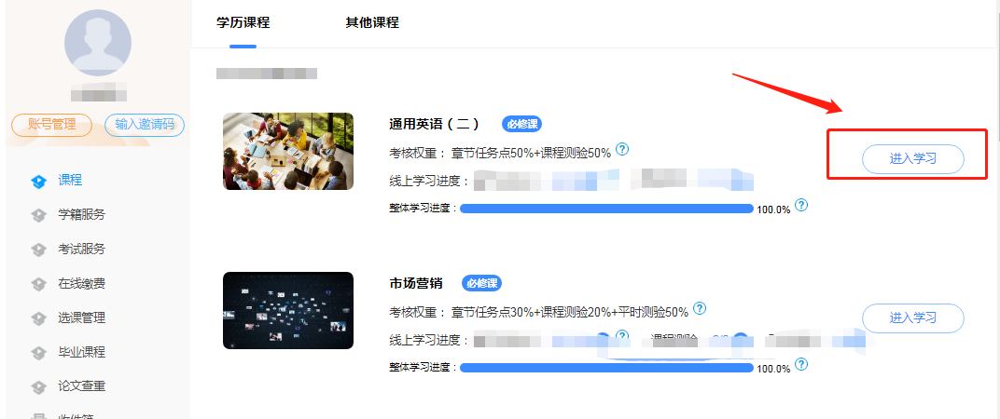 账号管理
输入邀请码
课程
学籍服务
考试服务
在线缴费
选课管理
毕业课程
论文查重
收件箱
学历课程
其他课程
通用英语（二） 必修课
考核权重： 章节任务点50%+课程测验50% ?
线上学习进度：
整体学习进度： 100.0% ?
进入学习
市场营销 必修课
考核权重： 章节任务点30%+课程测验20%+平时测验50% ?
线上学习进度： ? 课程测验
整体学习进度： 100.0% ?
进入学习